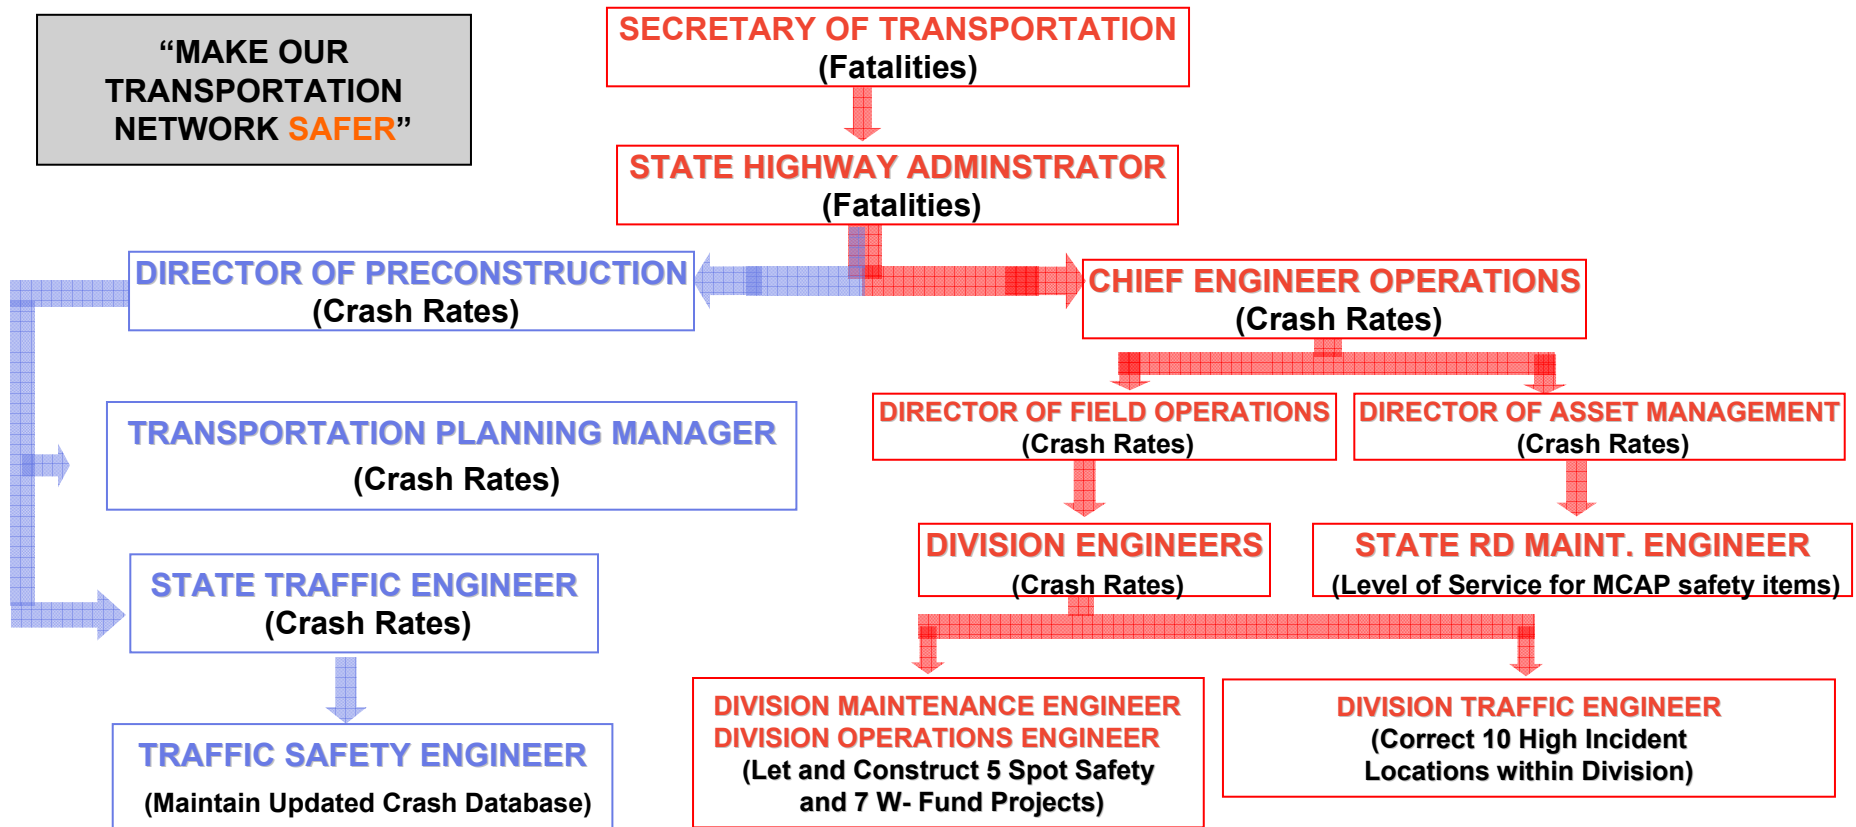 “MAKE OUR
TRANSPORTATION
NETWORK SAFER”
SECRETARY OF TRANSPORTATION
(Fatalities)
STATE HIGHWAY ADMINSTRATOR
(Fatalities)
DIRECTOR OF PRECONSTRUCTION
(Crash Rates)
CHIEF ENGINEER OPERATIONS
(Crash Rates)
TRANSPORTATION PLANNING MANAGER
(Crash Rates)
DIRECTOR OF FIELD OPERATIONS
(Crash Rates)
DIRECTOR OF ASSET MANAGEMENT
(Crash Rates)
STATE TRAFFIC ENGINEER
(Crash Rates)
DIVISION ENGINEERS
(Crash Rates)
STATE RD MAINT. ENGINEER
(Level of Service for MCAP safety items)
TRAFFIC SAFETY ENGINEER
(Maintain Updated Crash Database)
DIVISION MAINTENANCE ENGINEER
DIVISION OPERATIONS ENGINEER
(Let and Construct 5 Spot Safety
and 7 W- Fund Projects)
DIVISION TRAFFIC ENGINEER
(Correct 10 High Incident
Locations within Division)